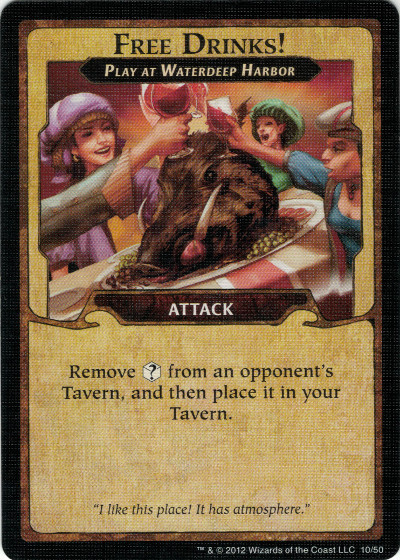 FREE DRINKS!
PLAY AT WATERDEEP HARBOR
ATTACK
Remove ? from an opponent's
Tavern, and then place it in your
Tavern.
"I like this place! It has atmosphere."
™ & © 2012 Wizards of the Coast LLC 10/50